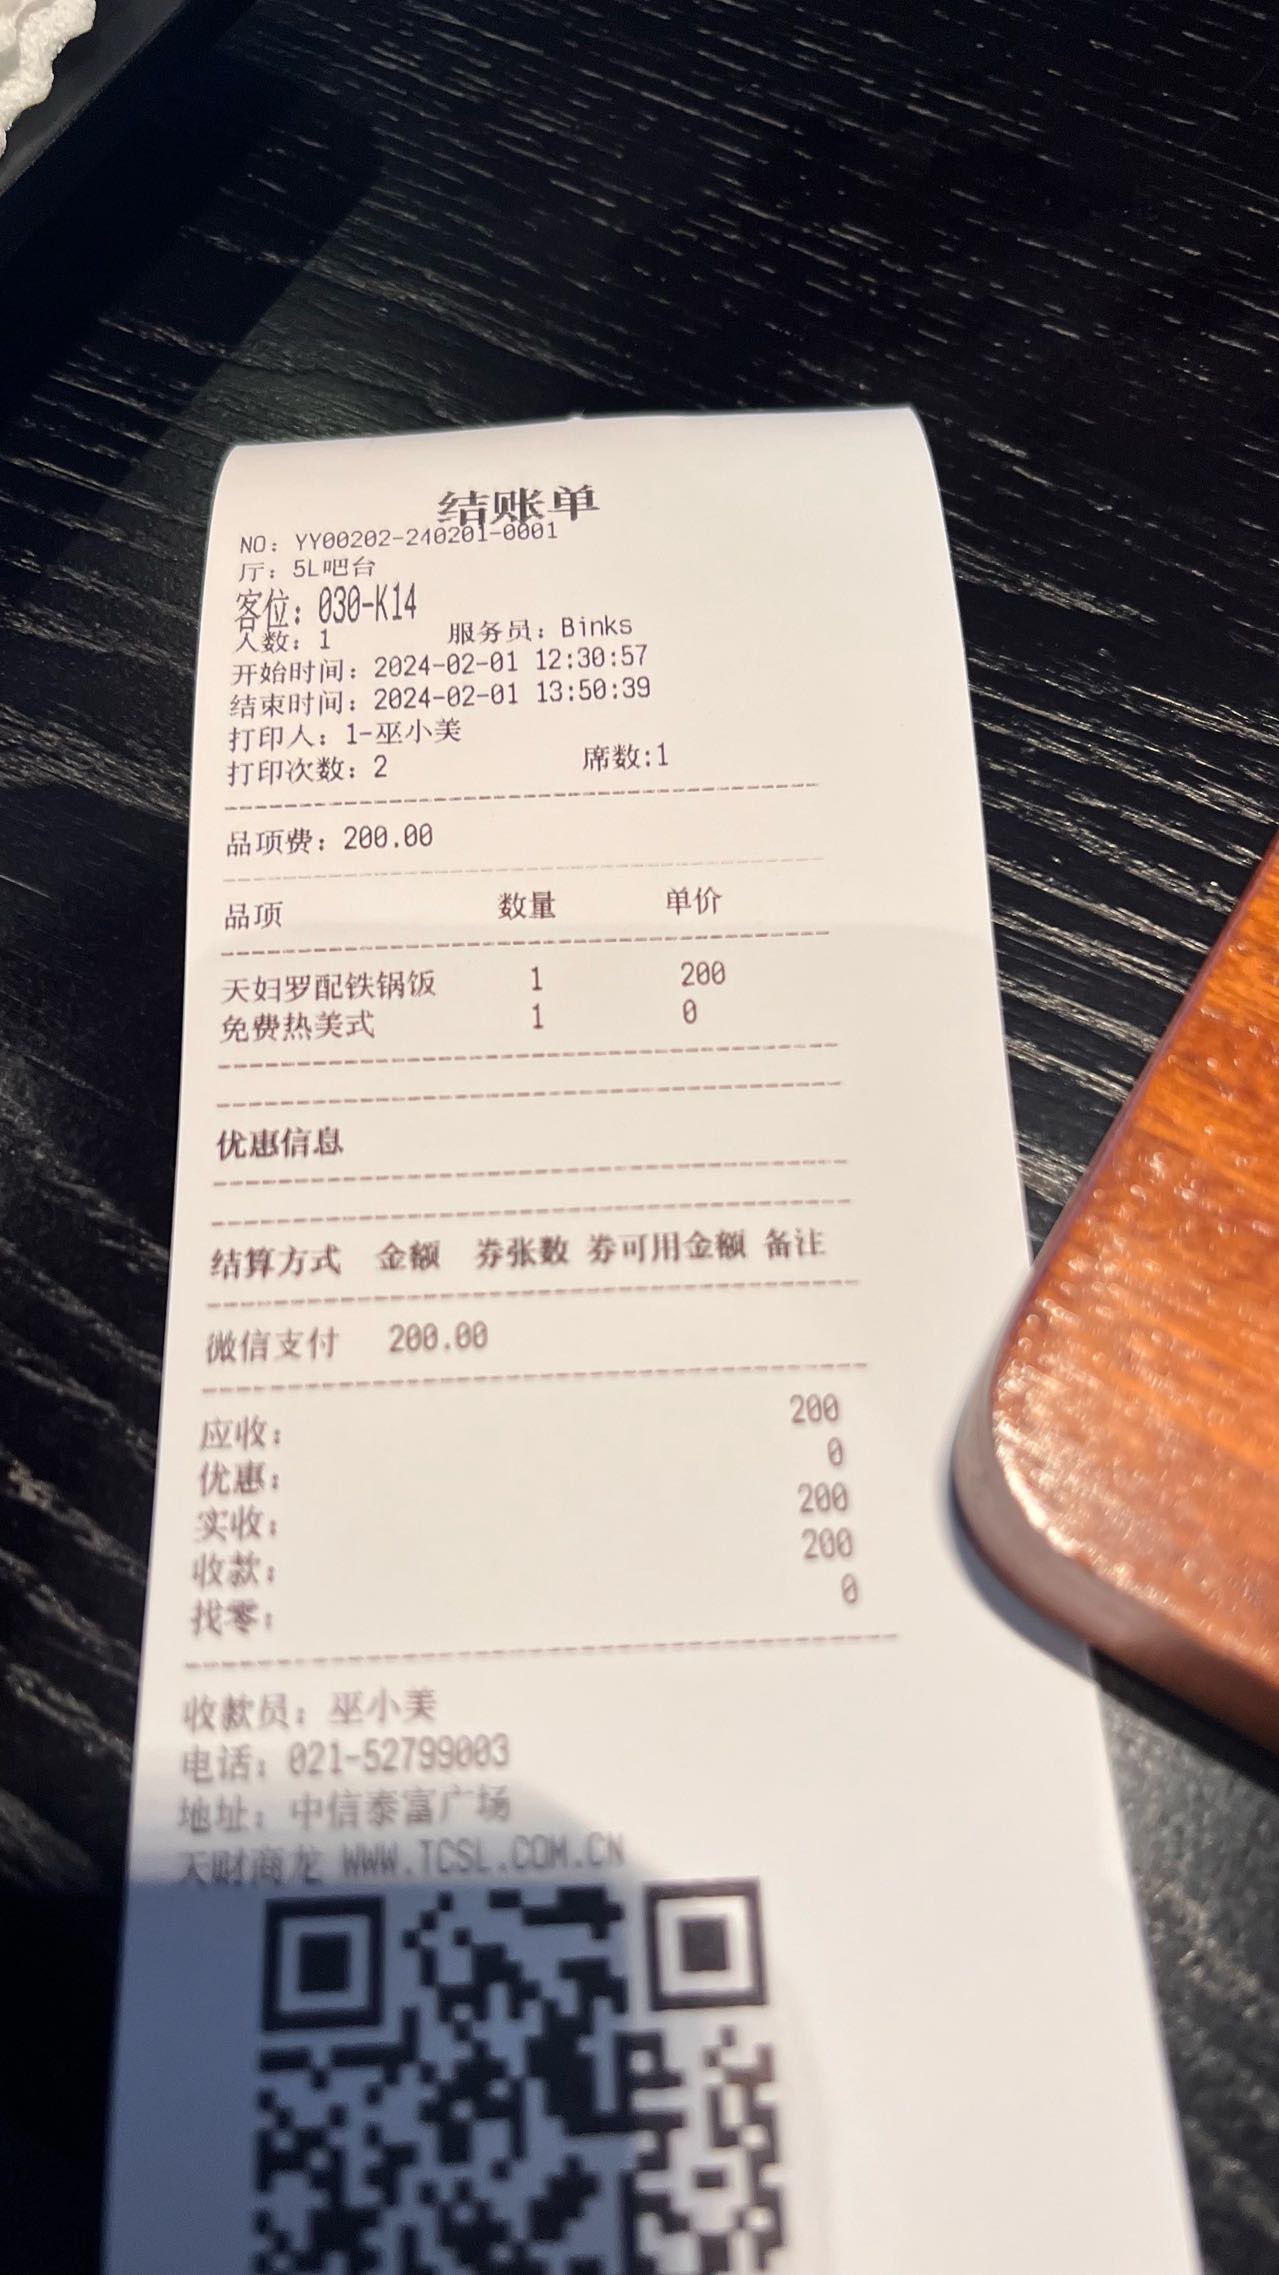 结账单
NO: YY00202-240201-0001
厅: 5L吧台
客位: 030-K14
人数: 1 服务员: Binks
开始时间: 2024-02-01 12:30:57
结束时间: 2024-02-01 13:50:39
打印人: 1-巫小美
打印次数: 2 席数:1
品项费: 200.00
品项 数量 单价
天妇罗配铁锅饭 1 200
免费热美式 1 0
优惠信息
结算方式 金额 券张数 券可用金额 备注
微信支付 200.00
应收: 200
优惠: 0
实收: 200
收款: 200
找零: 0
收款员: 巫小美
电话: 021-52799003
地址: 中信泰富广场
天财商龙 WWW.TCSL.COM.CN